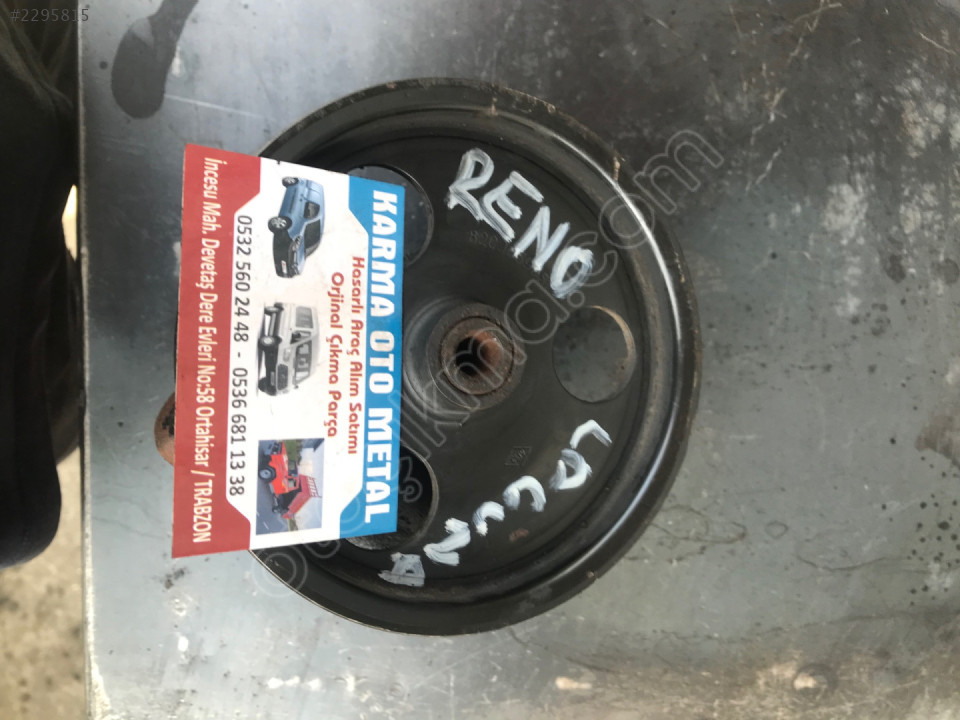 #2295815
KARMA OTO METAL
Hasarlı Araç Alım Satımı
Orjinal Çıkma Parça
0532 560 24 48 - 0536 681 13 38
İncesu Mah. Devetaş Dere Evleri No:58 Ortahisar / TRABZON
RENO
LAGUNA